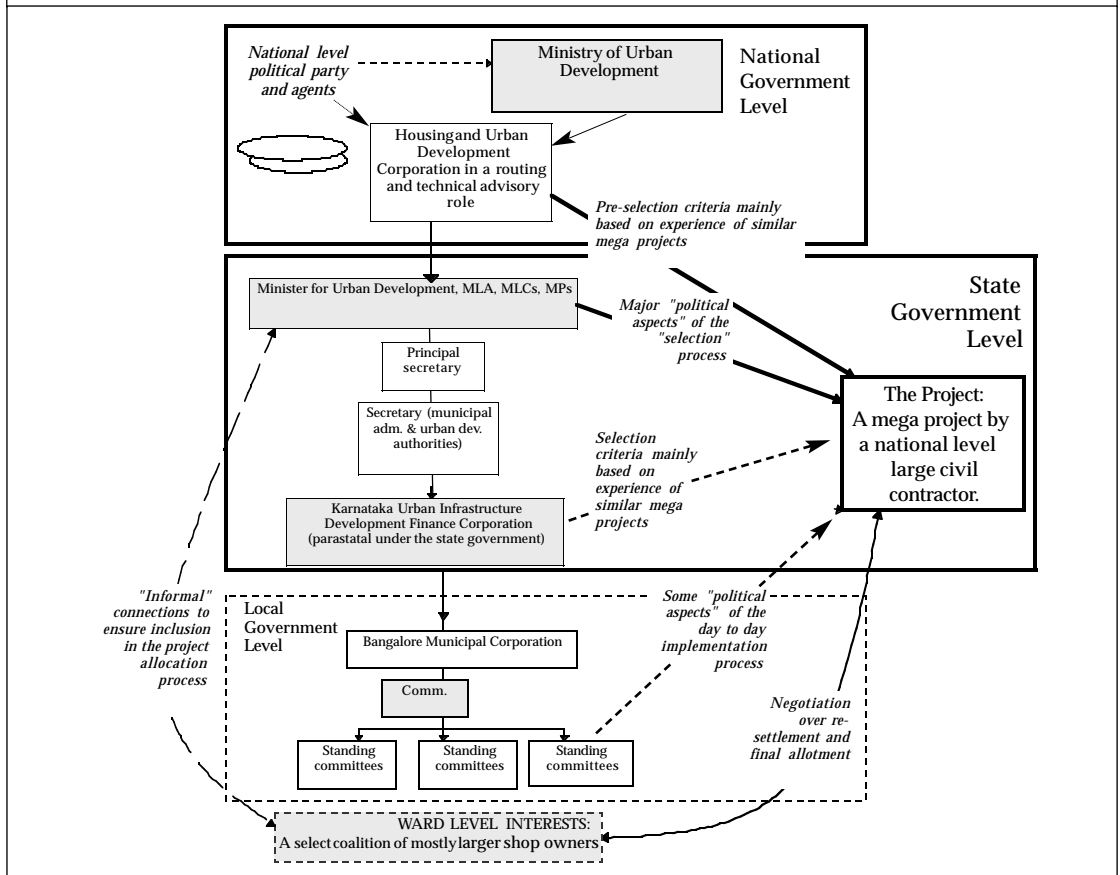 National level
political party
and agents
Ministry of Urban
Development
National
Government
Level
Housingand Urban
Development
Corporation in a routing
and technical advisory
role
Pre-selection criteria mainly
based on experience of similar
mega projects
Minister for Urban Development, MLA, MLCs, MPs
State
Government
Level
Major "political
aspects" of the
"selection"
process
Principal
secretary
Secretary (municipal
adm. & urban dev.
authorities)
The Project:
A mega project by
a national level
large civil
contractor.
Selection
criteria mainly
based on
experience of
similar mega
projects
Karnataka Urban Infrastructure
Development Finance Corporation
(parastatal under the state government)
"Informal"
connections to
ensure inclusion
in the project
allocation
process
Local
Government
Level
Some "political
aspects" of the
day to day
implementation
process
Bangalore Municipal Corporation
Comm.
Standing
committees
Standing
committees
Standing
committees
Negotiation
over re-
settlement and
final allotment
WARD LEVEL INTERESTS:
A select coalition of mostly larger shop owners